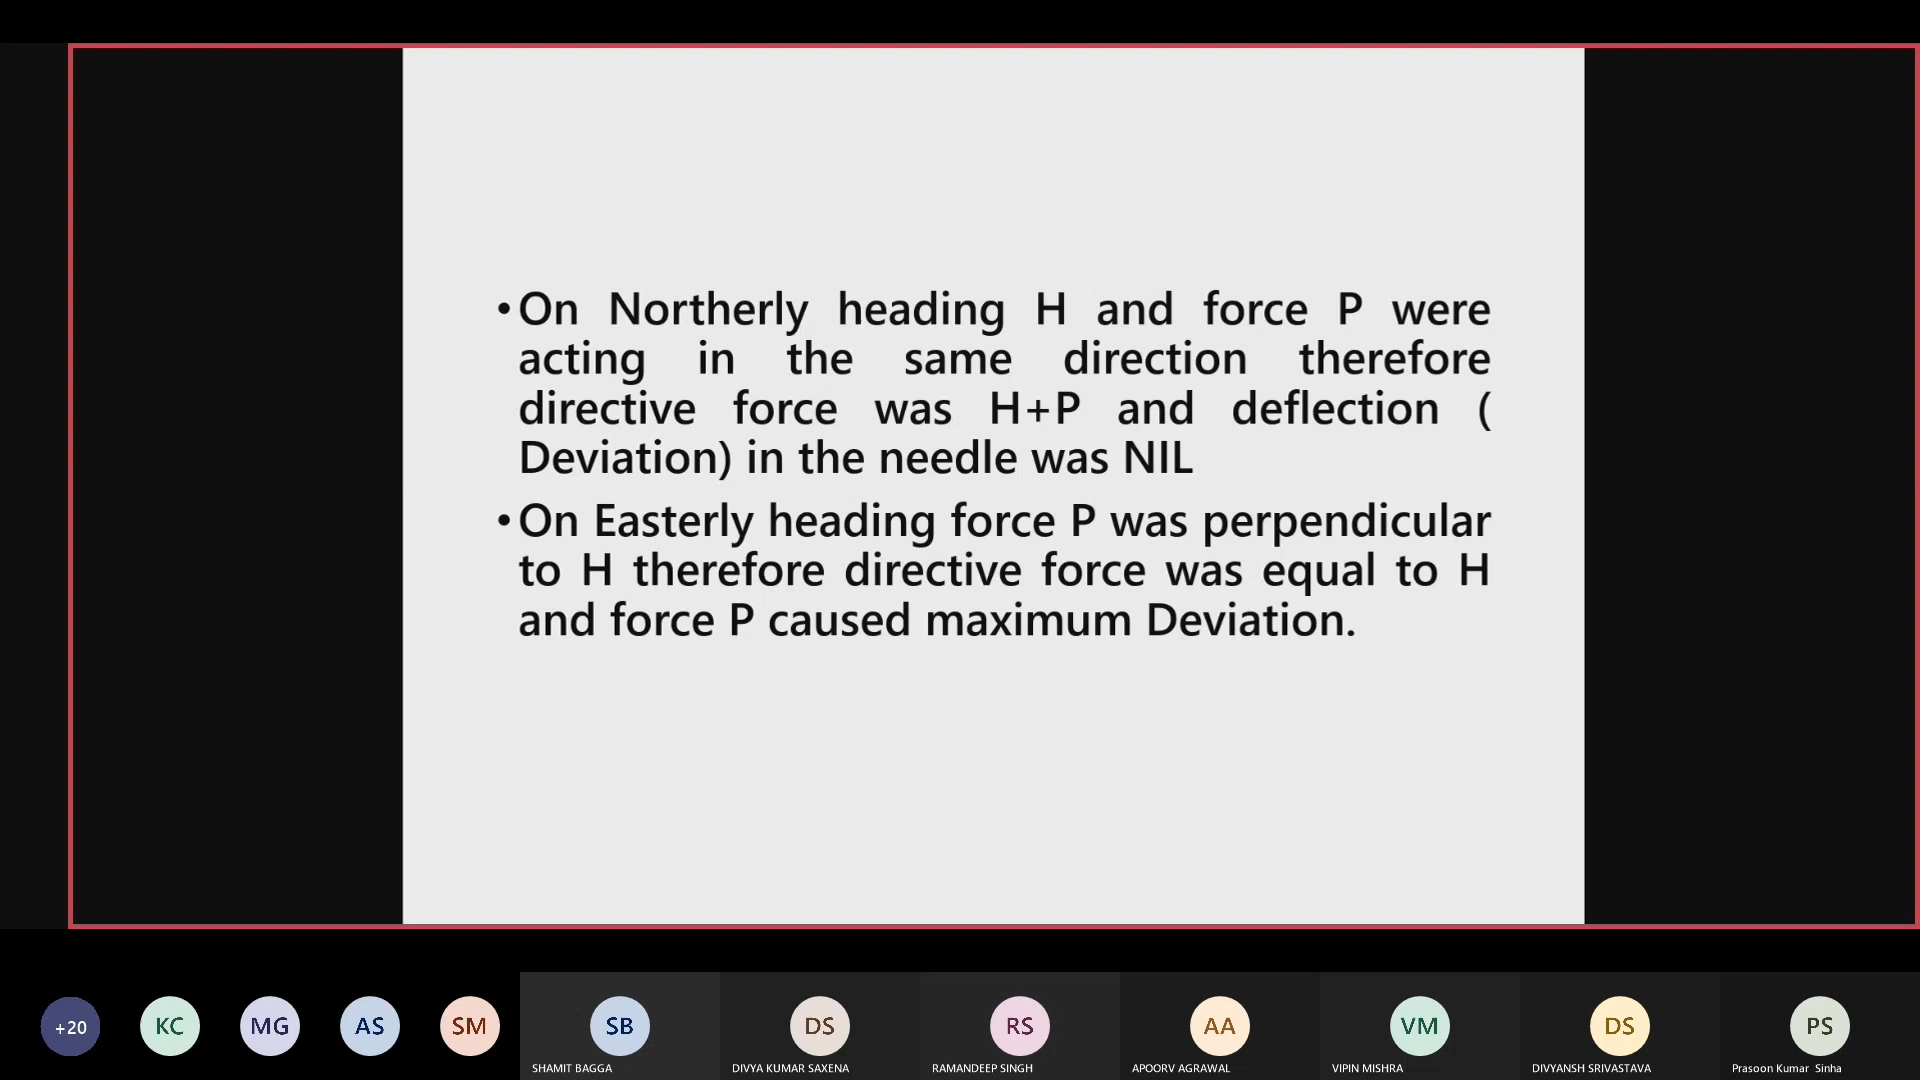 •On Northerly heading H and force P were
acting in the same direction therefore
directive force was H+P and deflection (
Deviation) in the needle was NIL
•On Easterly heading force P was perpendicular
to H therefore directive force was equal to H
and force P caused maximum Deviation.
+20 KC MG AS SM SB DS RS AA VM DS PS
SHAMIT BAGGA DIVYA KUMAR SAXENA RAMANDEEP SINGH APOORV AGRAWAL VIPIN MISHRA DIVYANSH SRIVASTAVA Prasoon Kumar Sinha